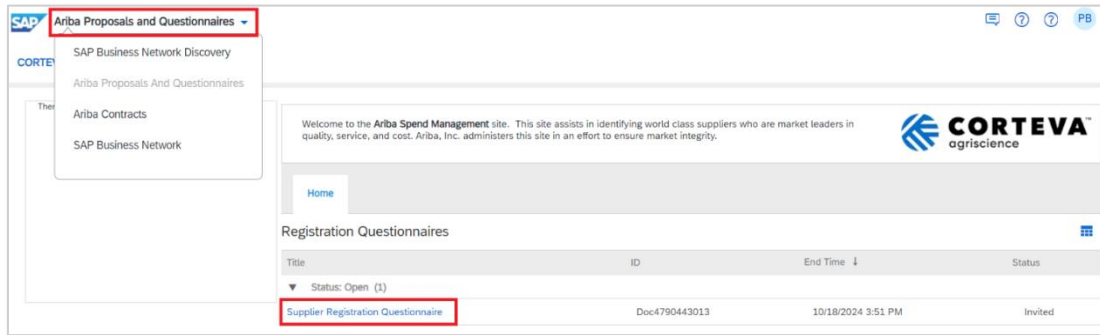 SAP Ariba Proposals and Questionnaires PB
SAP Business Network Discovery
CORTEV
Ariba Proposals And Questionnaires
Ther
Ariba Contracts
SAP Business Network
Welcome to the Ariba Spend Management site. This site assists in identifying world class suppliers who are market leaders in
quality, service, and cost. Ariba, Inc. administers this site in an effort to ensure market integrity.
CORTEVA™
agriscience
Home
Registration Questionnaires
Title ID End Time ↓ Status
▼ Status: Open (1)
Supplier Registration Questionnaire Doc4790443013 10/18/2024 3:51 PM Invited